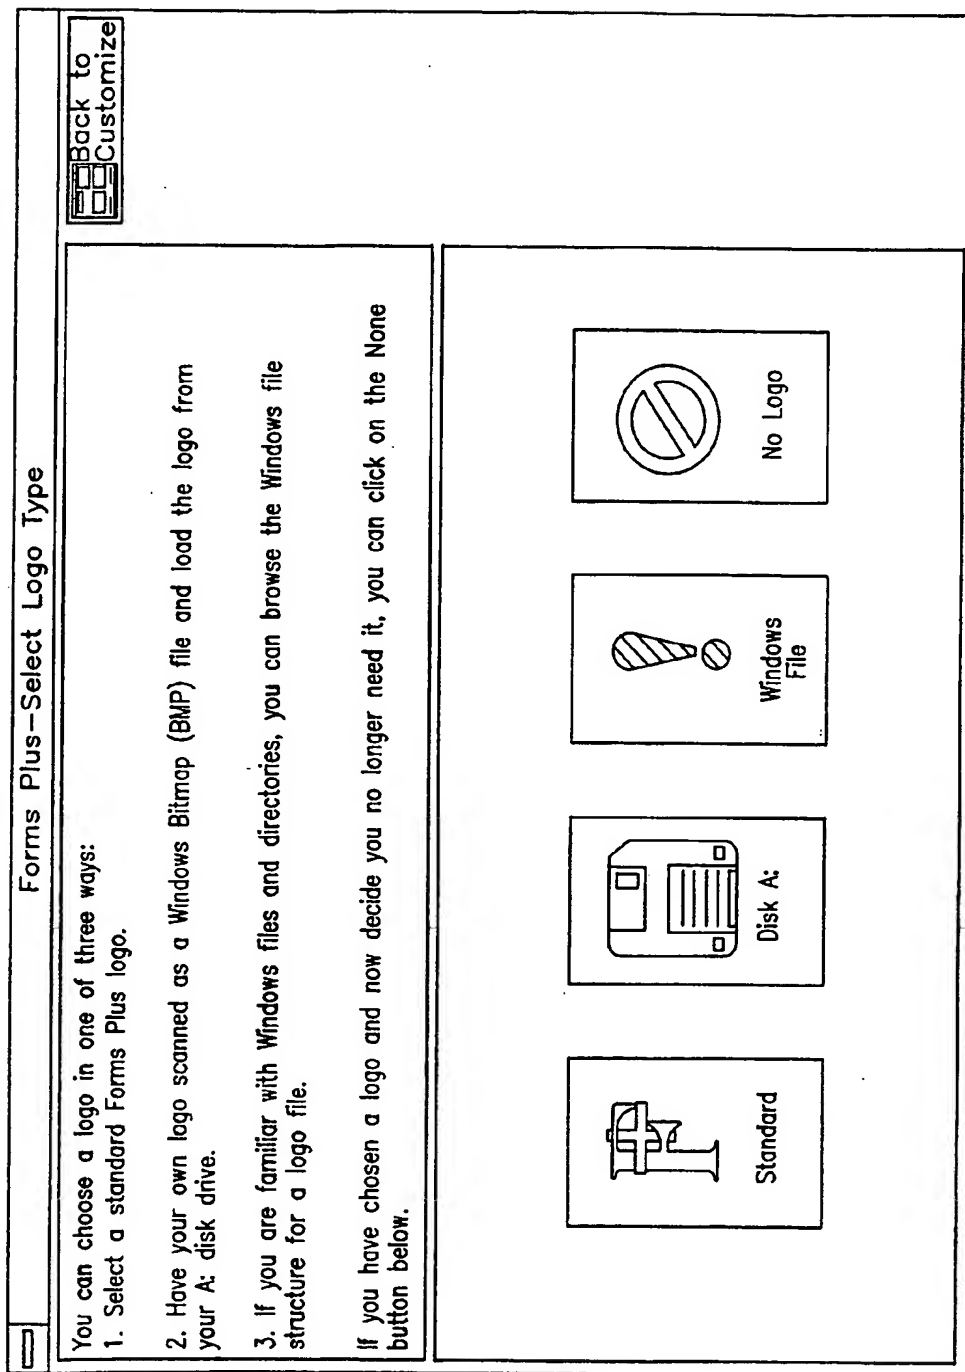 Forms Plus-Select Logo Type
Back to
Customize
You can choose a logo in one of three ways:
1. Select a standard Forms Plus logo.
2. Have your own logo scanned as a Windows Bitmap (BMP) file and load the logo from
your A: disk drive.
3. If you are familiar with Windows files and directories, you can browse the Windows file
structure for a logo file.
If you have chosen a logo and now decide you no longer need it, you can click on the None
button below.
Standard
Disk A:
Windows
File
No Logo